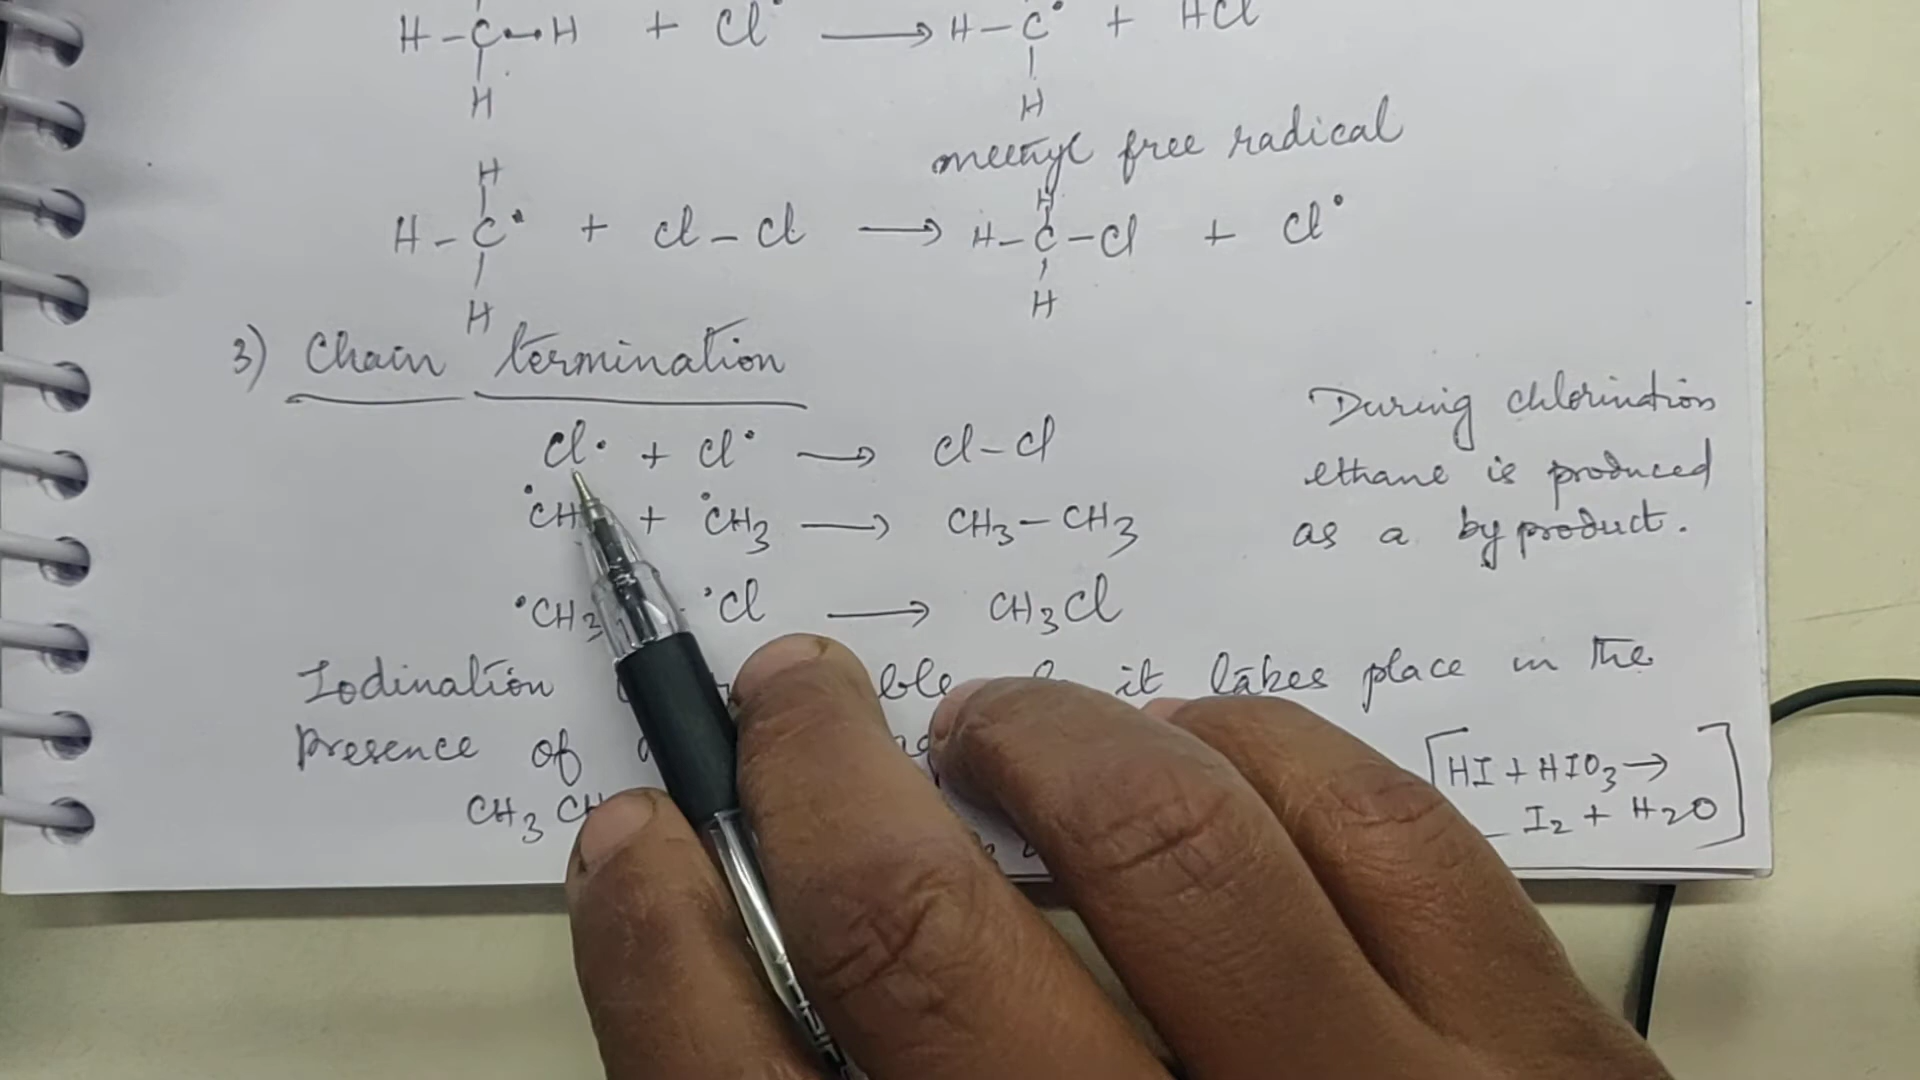 H-C-H + Cl• ⟶ H-C• + HCl
H H
methyl free radical
H H
H-C• + Cl-Cl ⟶ H-C-Cl + Cl•
H H
3) Chain termination
Cl• + Cl• ⟶ Cl-Cl
•CH + •CH3 ⟶ CH3-CH3
•CH3 •Cl ⟶ CH3Cl
During chlorination
ethane is produced
as a byproduct.
Iodination it takes place in the
presence of
CH3 CH
[HI + HIO3→
I2 + H2O]